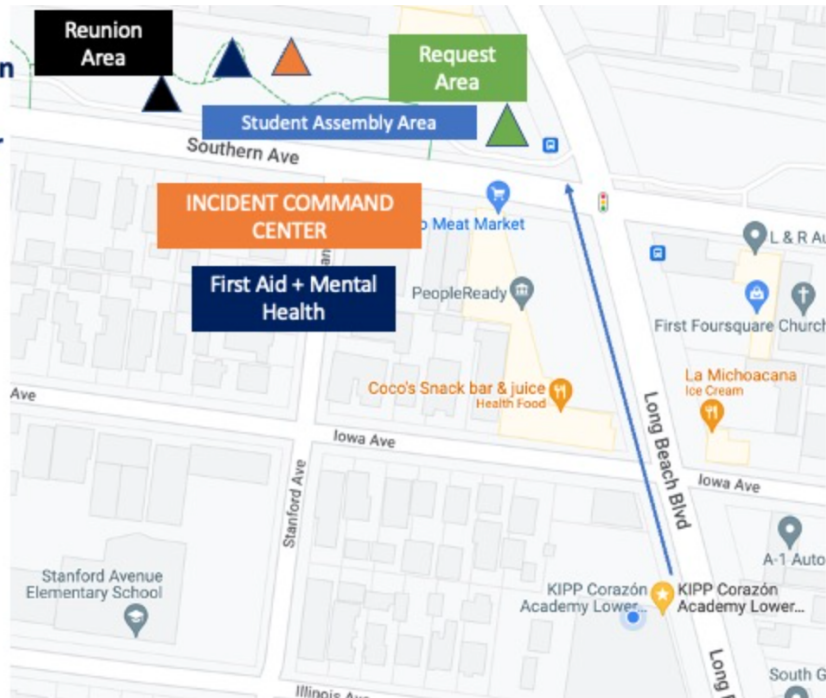 Reunion
Area
Request
Area
Student Assembly Area
Southern Ave
INCIDENT COMMAND
CENTER
Meat Market
L & R
First Aid + Mental
Health
PeopleReady
First Foursquare Church
Coco's Snack bar & juice
Health Food
La Michoacana
Ice Cream
Ave
Iowa Ave
Long Beach Blvd
Iowa Ave
Stanford Ave
A-1 Auto
Stanford Avenue
Elementary School
KIPP Corazón
Academy Lower...
KIPP Corazón
Academy Lower...
South G
Illinois
Long